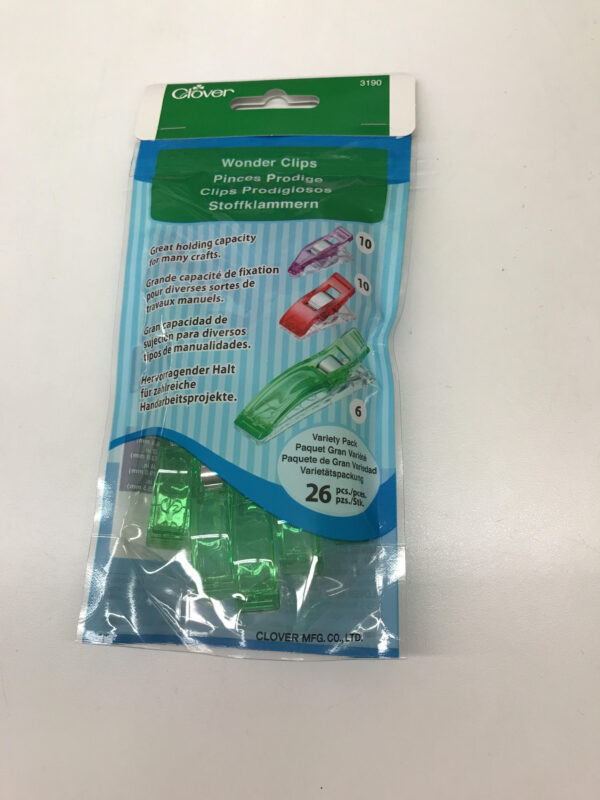 Clover
3190
Wonder Clips
Pinces Prodige
Clips Prodigiosos
Stoffklammern
Great holding capacity
for many crafts.
Grande capacité de fixation
pour diverses sortes de
travaux manuels.
Gran capacidad de
sujeción para diversos
tipos de manualidades.
Hervorragender Halt
für zahlreiche
Handarbeitsprojekte.
10
10
6
Variety Pack
Paquet Gran Variété
Paquete de Gran Variedad
Varietätspackung
26 pcs./pces.
pzs./Stk.
CLOVER MFG. CO., LTD.